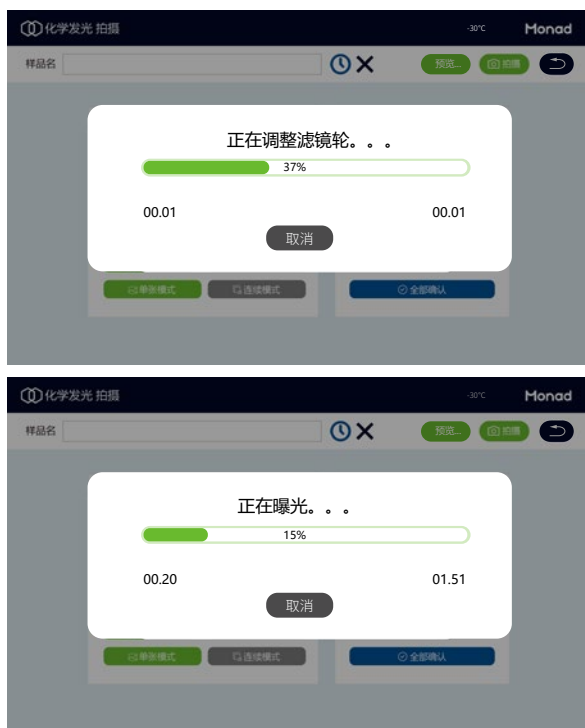 化学发光 拍摄 -30℃ Monad
样品名 预览... 拍摄
正在调整滤镜轮。。。
37%
00.01 00.01
取消
单张模式 连续模式 全部确认
化学发光 拍摄 -30℃ Monad
样品名 预览... 拍摄
正在曝光。。。
15%
00.20 01.51
取消
单张模式 连续模式 全部确认